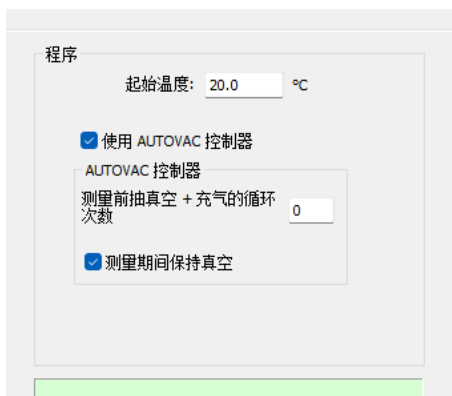 程序
起始温度: 20.0 °C
使用 AUTOVAC 控制器
AUTOVAC 控制器
测量前抽真空 + 充气的循环
次数 0
测量期间保持真空